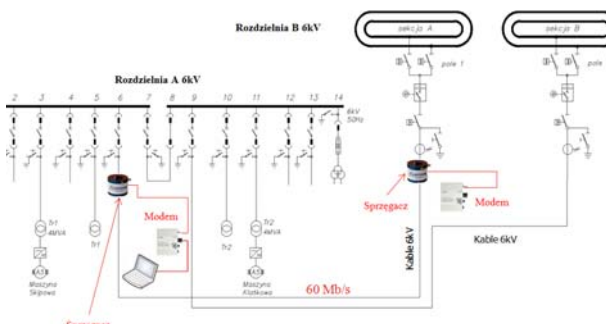 Rozdzielnia B 6kV
sekcja A
sekcja B
pole 1
pole
Rozdzielnia A 6kV
2 3 4 5 6 7 8 9 10 11 12 13 14
6kV
50Hz
Sprzęgacz
Modem
Modem
Tr1
4MVA
Tr1
Tr2
Tr2
4MVA
Kable 6kV
Kable 6kV
Maszyna
Skipowa
Maszyna
Klatkowa
60 Mb/s
Sprzęgacz